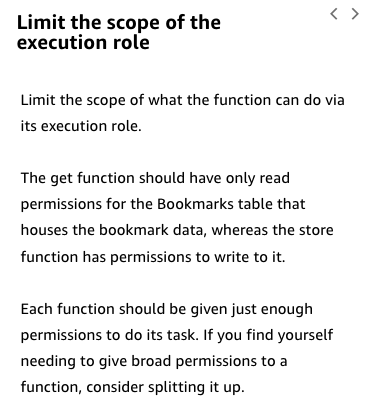 Limit the scope of the
execution role
Limit the scope of what the function can do via
its execution role.
The get function should have only read
permissions for the Bookmarks table that
houses the bookmark data, whereas the store
function has permissions to write to it.
Each function should be given just enough
permissions to do its task. If you find yourself
needing to give broad permissions to a
function, consider splitting it up.